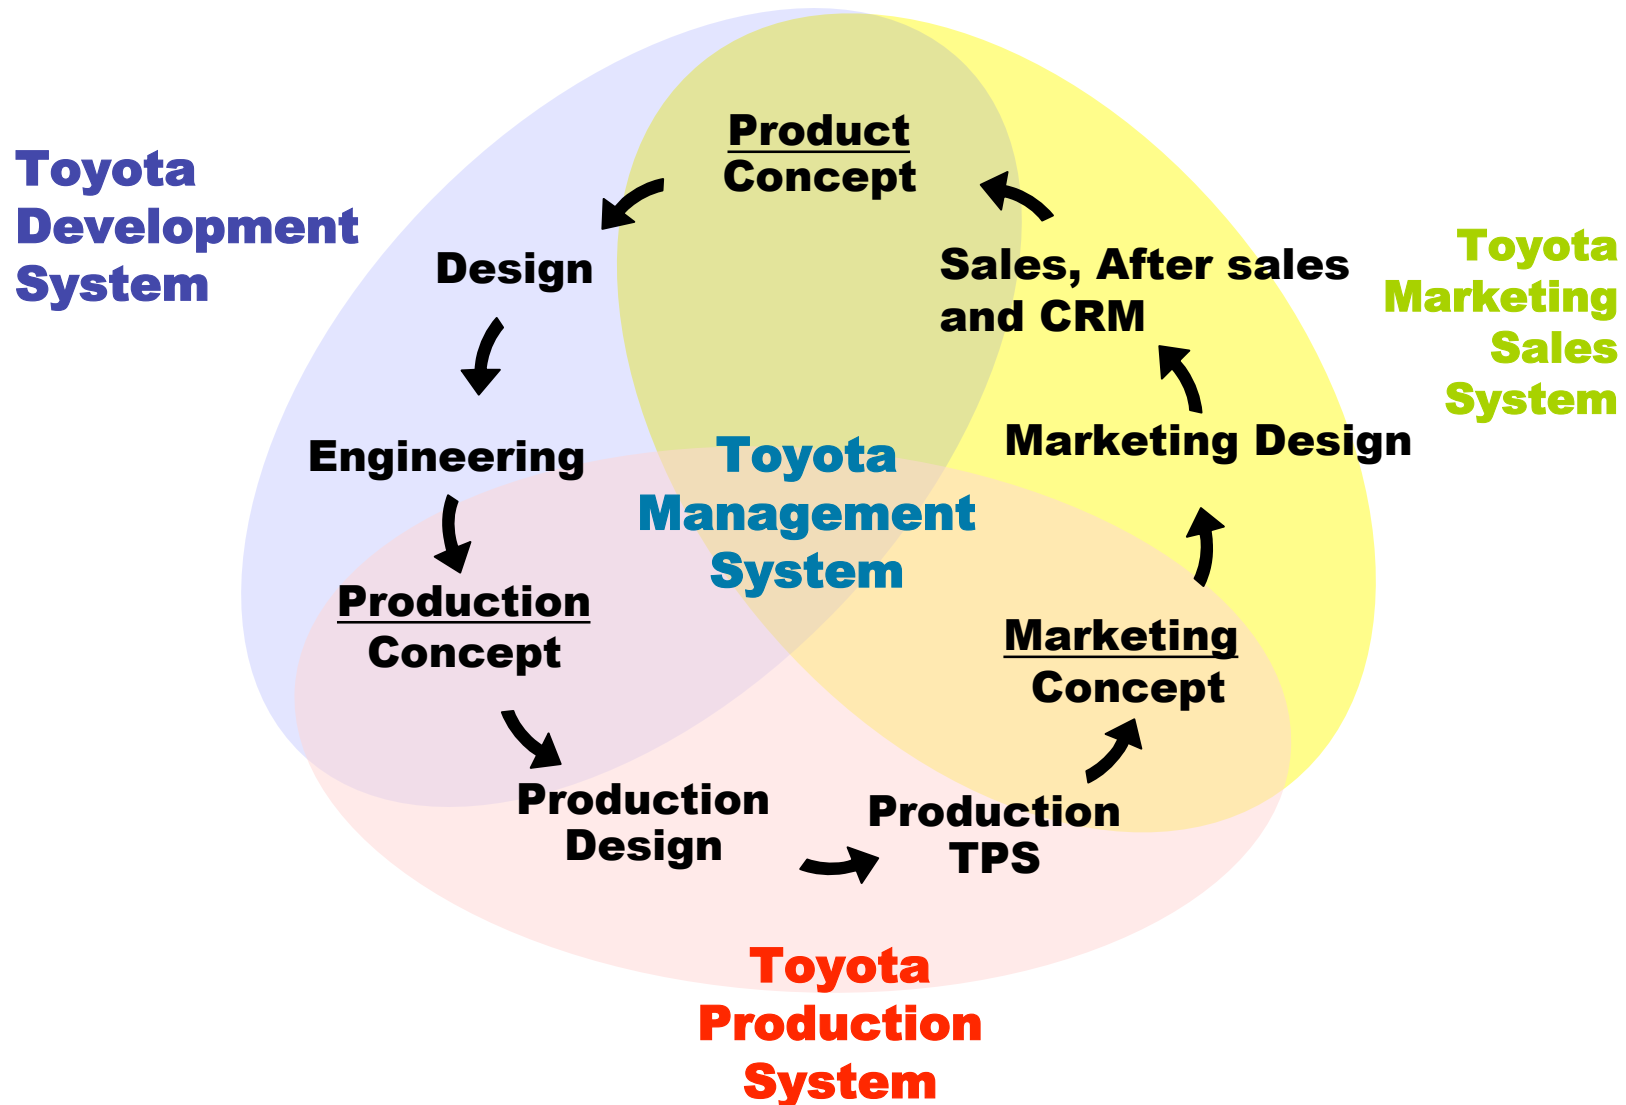 Product
Concept
Toyota
Development
System
Design
Sales, After sales
and CRM
Toyota
Marketing
Sales
System
Engineering
Toyota
Management
System
Marketing Design
Production
Concept
Marketing
Concept
Production
Design
Production
TPS
Toyota
Production
System